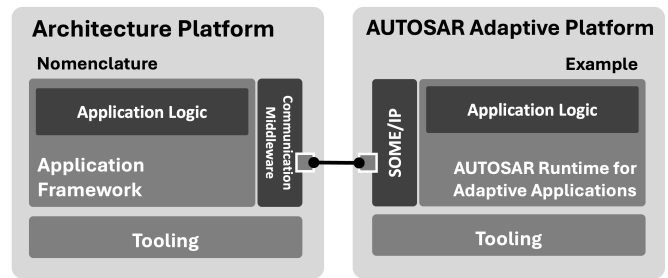 Architecture Platform
Nomenclature
Application Logic
Application
Framework
Communication
Middleware
Tooling
AUTOSAR Adaptive Platform
Example
SOME/IP
Application Logic
AUTOSAR Runtime for
Adaptive Applications
Tooling